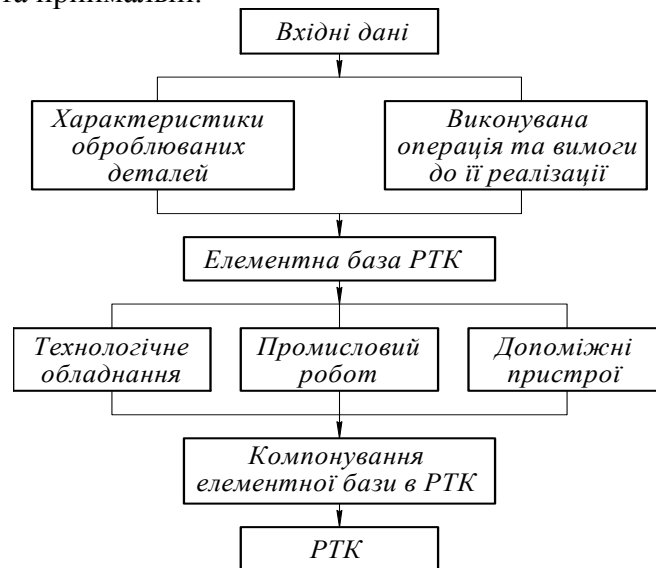 та приймальні.
Вхідні дані
Характеристики
оброблюваних
деталей
Виконувана
операція та вимоги
до її реалізації
Елементна база РТК
Технологічне
обладнання
Промисловий
робот
Допоміжні
пристрої
Компонування
елементної бази в РТК
РТК